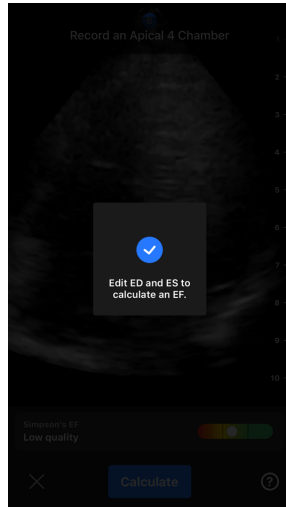 Record an Apical 4 Chamber
1
2
3
4
5
6
Edit ED and ES to
calculate an EF.
7
8
9
10
Simpson's EF
Low quality
Calculate
?